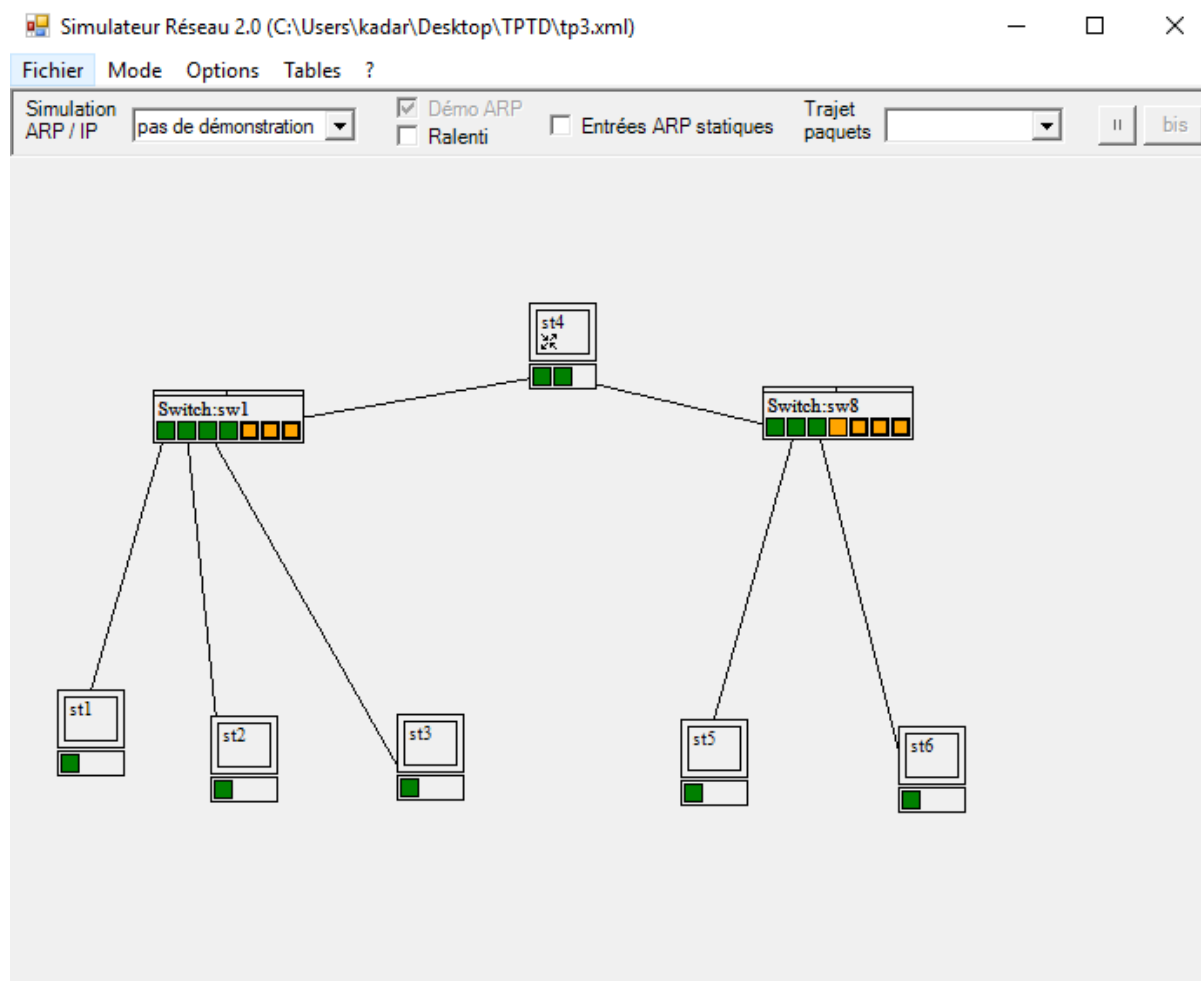 Simulateur Réseau 2.0 (C:\Users\kadar\Desktop\TPTD\tp3.xml)
Fichier Mode Options Tables ?
Simulation ARP / IP
pas de démonstration
Démo ARP
Ralenti
Entrées ARP statiques
Trajet paquets
bis
st4
Switch:sw1
Switch:sw8
st1
st2
st3
st5
st6